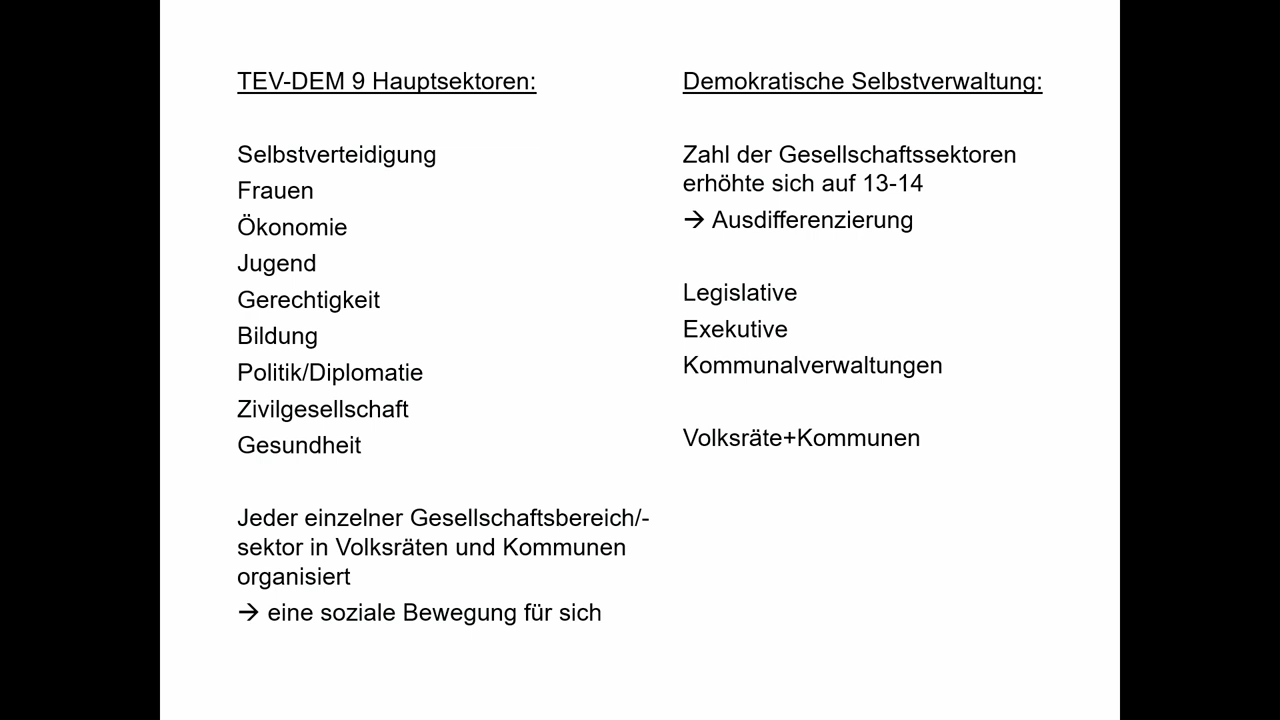 TEV-DEM 9 Hauptsektoren:
Selbstverteidigung
Frauen
Ökonomie
Jugend
Gerechtigkeit
Bildung
Politik/Diplomatie
Zivilgesellschaft
Gesundheit
Jeder einzelner Gesellschaftsbereich/-
sektor in Volksräten und Kommunen
organisiert
→ eine soziale Bewegung für sich
Demokratische Selbstverwaltung:
Zahl der Gesellschaftssektoren
erhöhte sich auf 13-14
→ Ausdifferenzierung
Legislative
Exekutive
Kommunalverwaltungen
Volksräte+Kommunen